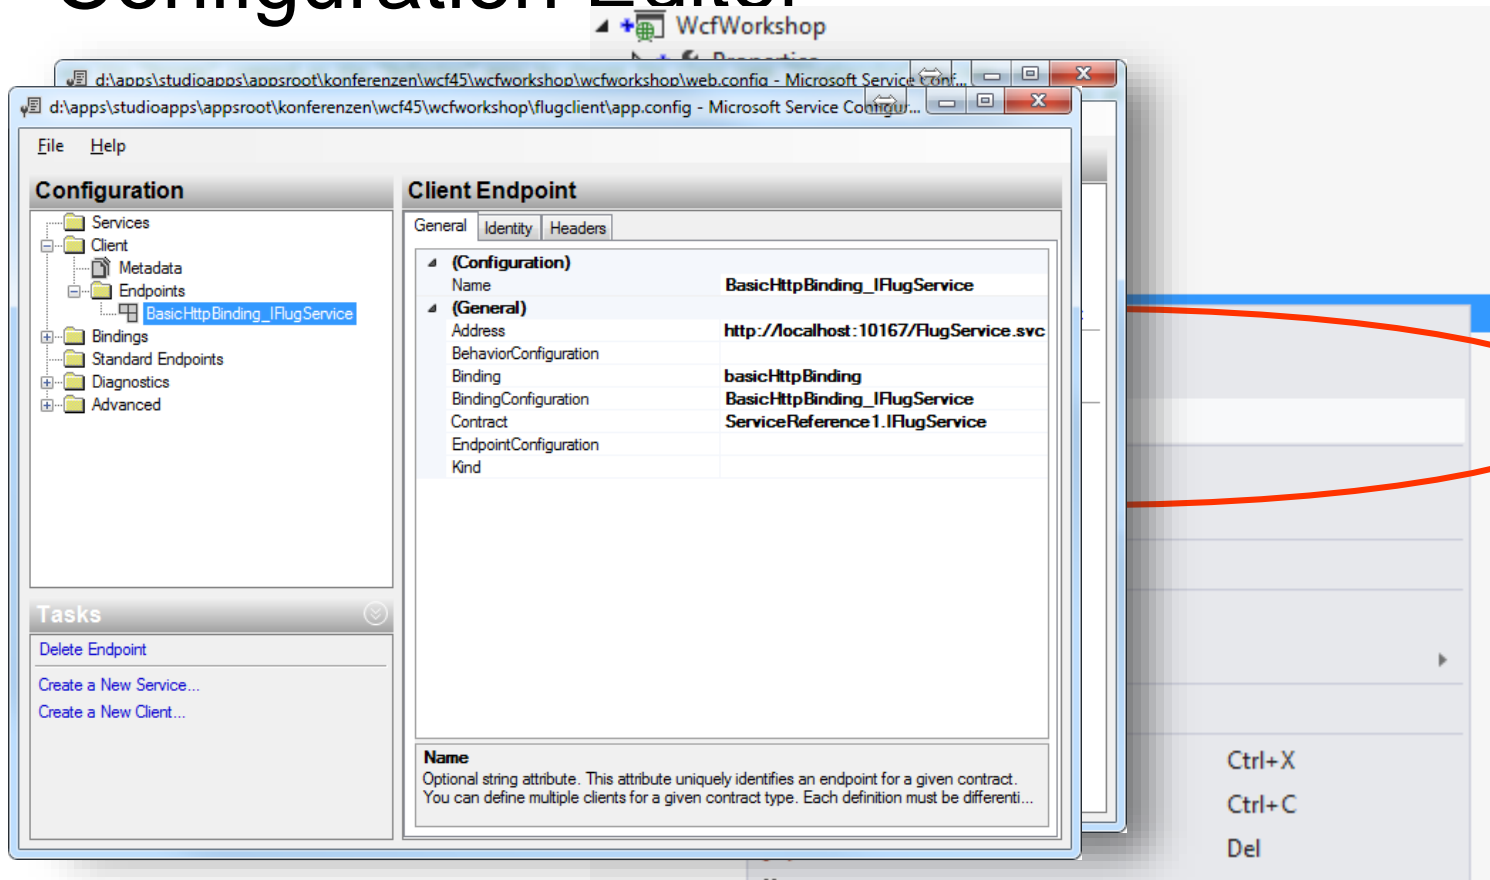 Configuration Editor
WcfWorkshop
Properties
d:\apps\studioapps\appsroot\konferenzen\wcf45\wcfworkshop\wcfworkshop\web.config - Microsoft Service Conf...
d:\apps\studioapps\appsroot\konferenzen\wcf45\wcfworkshop\flugclient\app.config - Microsoft Service Configur...
File Help
Configuration
Services
Client
Metadata
Endpoints
BasicHttpBinding_IFlugService
Bindings
Standard Endpoints
Diagnostics
Advanced
Tasks
Delete Endpoint
Create a New Service...
Create a New Client...
Client Endpoint
General Identity Headers
(Configuration)
Name BasicHttpBinding_IFlugService
(General)
Address http://localhost:10167/FlugService.svc
BehaviorConfiguration
Binding basicHttpBinding
BindingConfiguration BasicHttpBinding_IFlugService
Contract ServiceReference1.IFlugService
EndpointConfiguration
Kind
Name
Optional string attribute. This attribute uniquely identifies an endpoint for a given contract.
You can define multiple clients for a given contract type. Each definition must be differenti...
Ctrl+X
Ctrl+C
Del